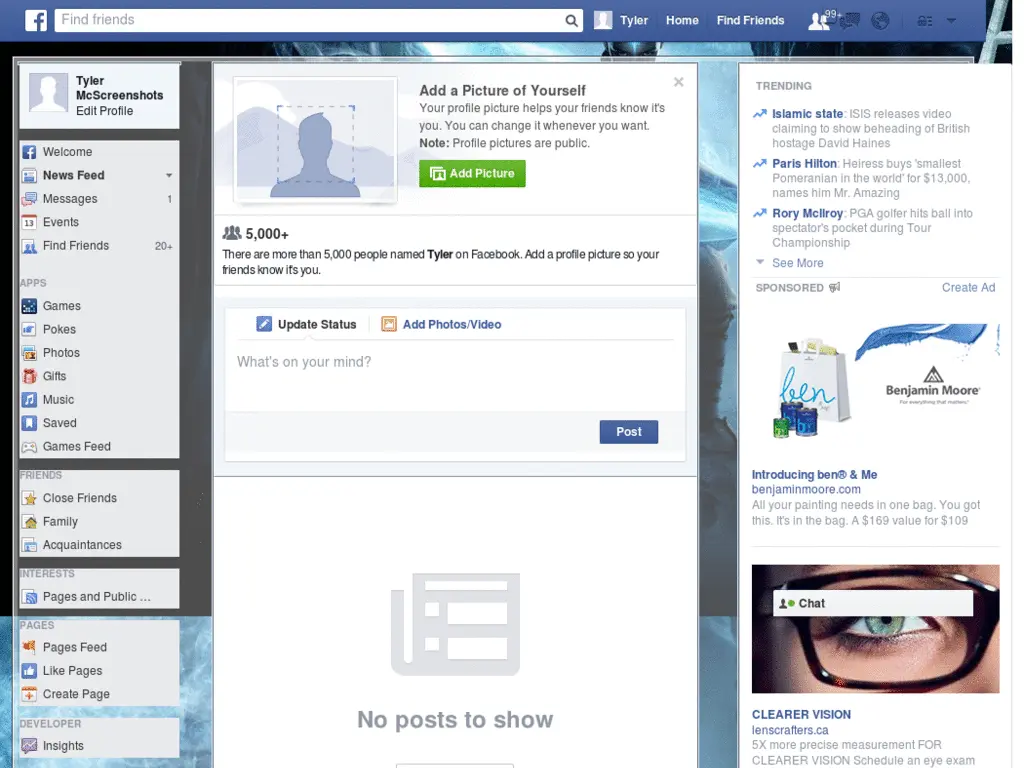 Find friends
Tyler
Home
Find Friends
99+
Tyler
McScreenshots
Edit Profile
Welcome
News Feed
Messages 1
13 Events
Find Friends 20+
APPS
Games
Pokes
Photos
Gifts
Music
Saved
Games Feed
FRIENDS
Close Friends
Family
Acquaintances
INTERESTS
Pages and Public ...
PAGES
Pages Feed
Like Pages
Create Page
DEVELOPER
Insights
Add a Picture of Yourself
Your profile picture helps your friends know it's
you. You can change it whenever you want.
Note: Profile pictures are public.
Add Picture
5,000+
There are more than 5,000 people named Tyler on Facebook. Add a profile picture so your
friends know it's you.
Update Status
Add Photos/Video
What's on your mind?
Post
No posts to show
TRENDING
Islamic state: ISIS releases video
claiming to show beheading of British
hostage David Haines
Paris Hilton: Heiress buys 'smallest
Pomeranian in the world' for $13,000,
names him Mr. Amazing
Rory McIlroy: PGA golfer hits ball into
spectator's pocket during Tour
Championship
See More
SPONSORED
Create Ad
ben
Benjamin Moore
For everything that matters.
Introducing ben® & Me
benjaminmoore.com
All your painting needs in one bag. You got
this. It's in the bag. A $169 value for $109
Chat
CLEARER VISION
lenscrafters.ca
5X more precise measurement FOR
CLEARER VISION Schedule an eye exam